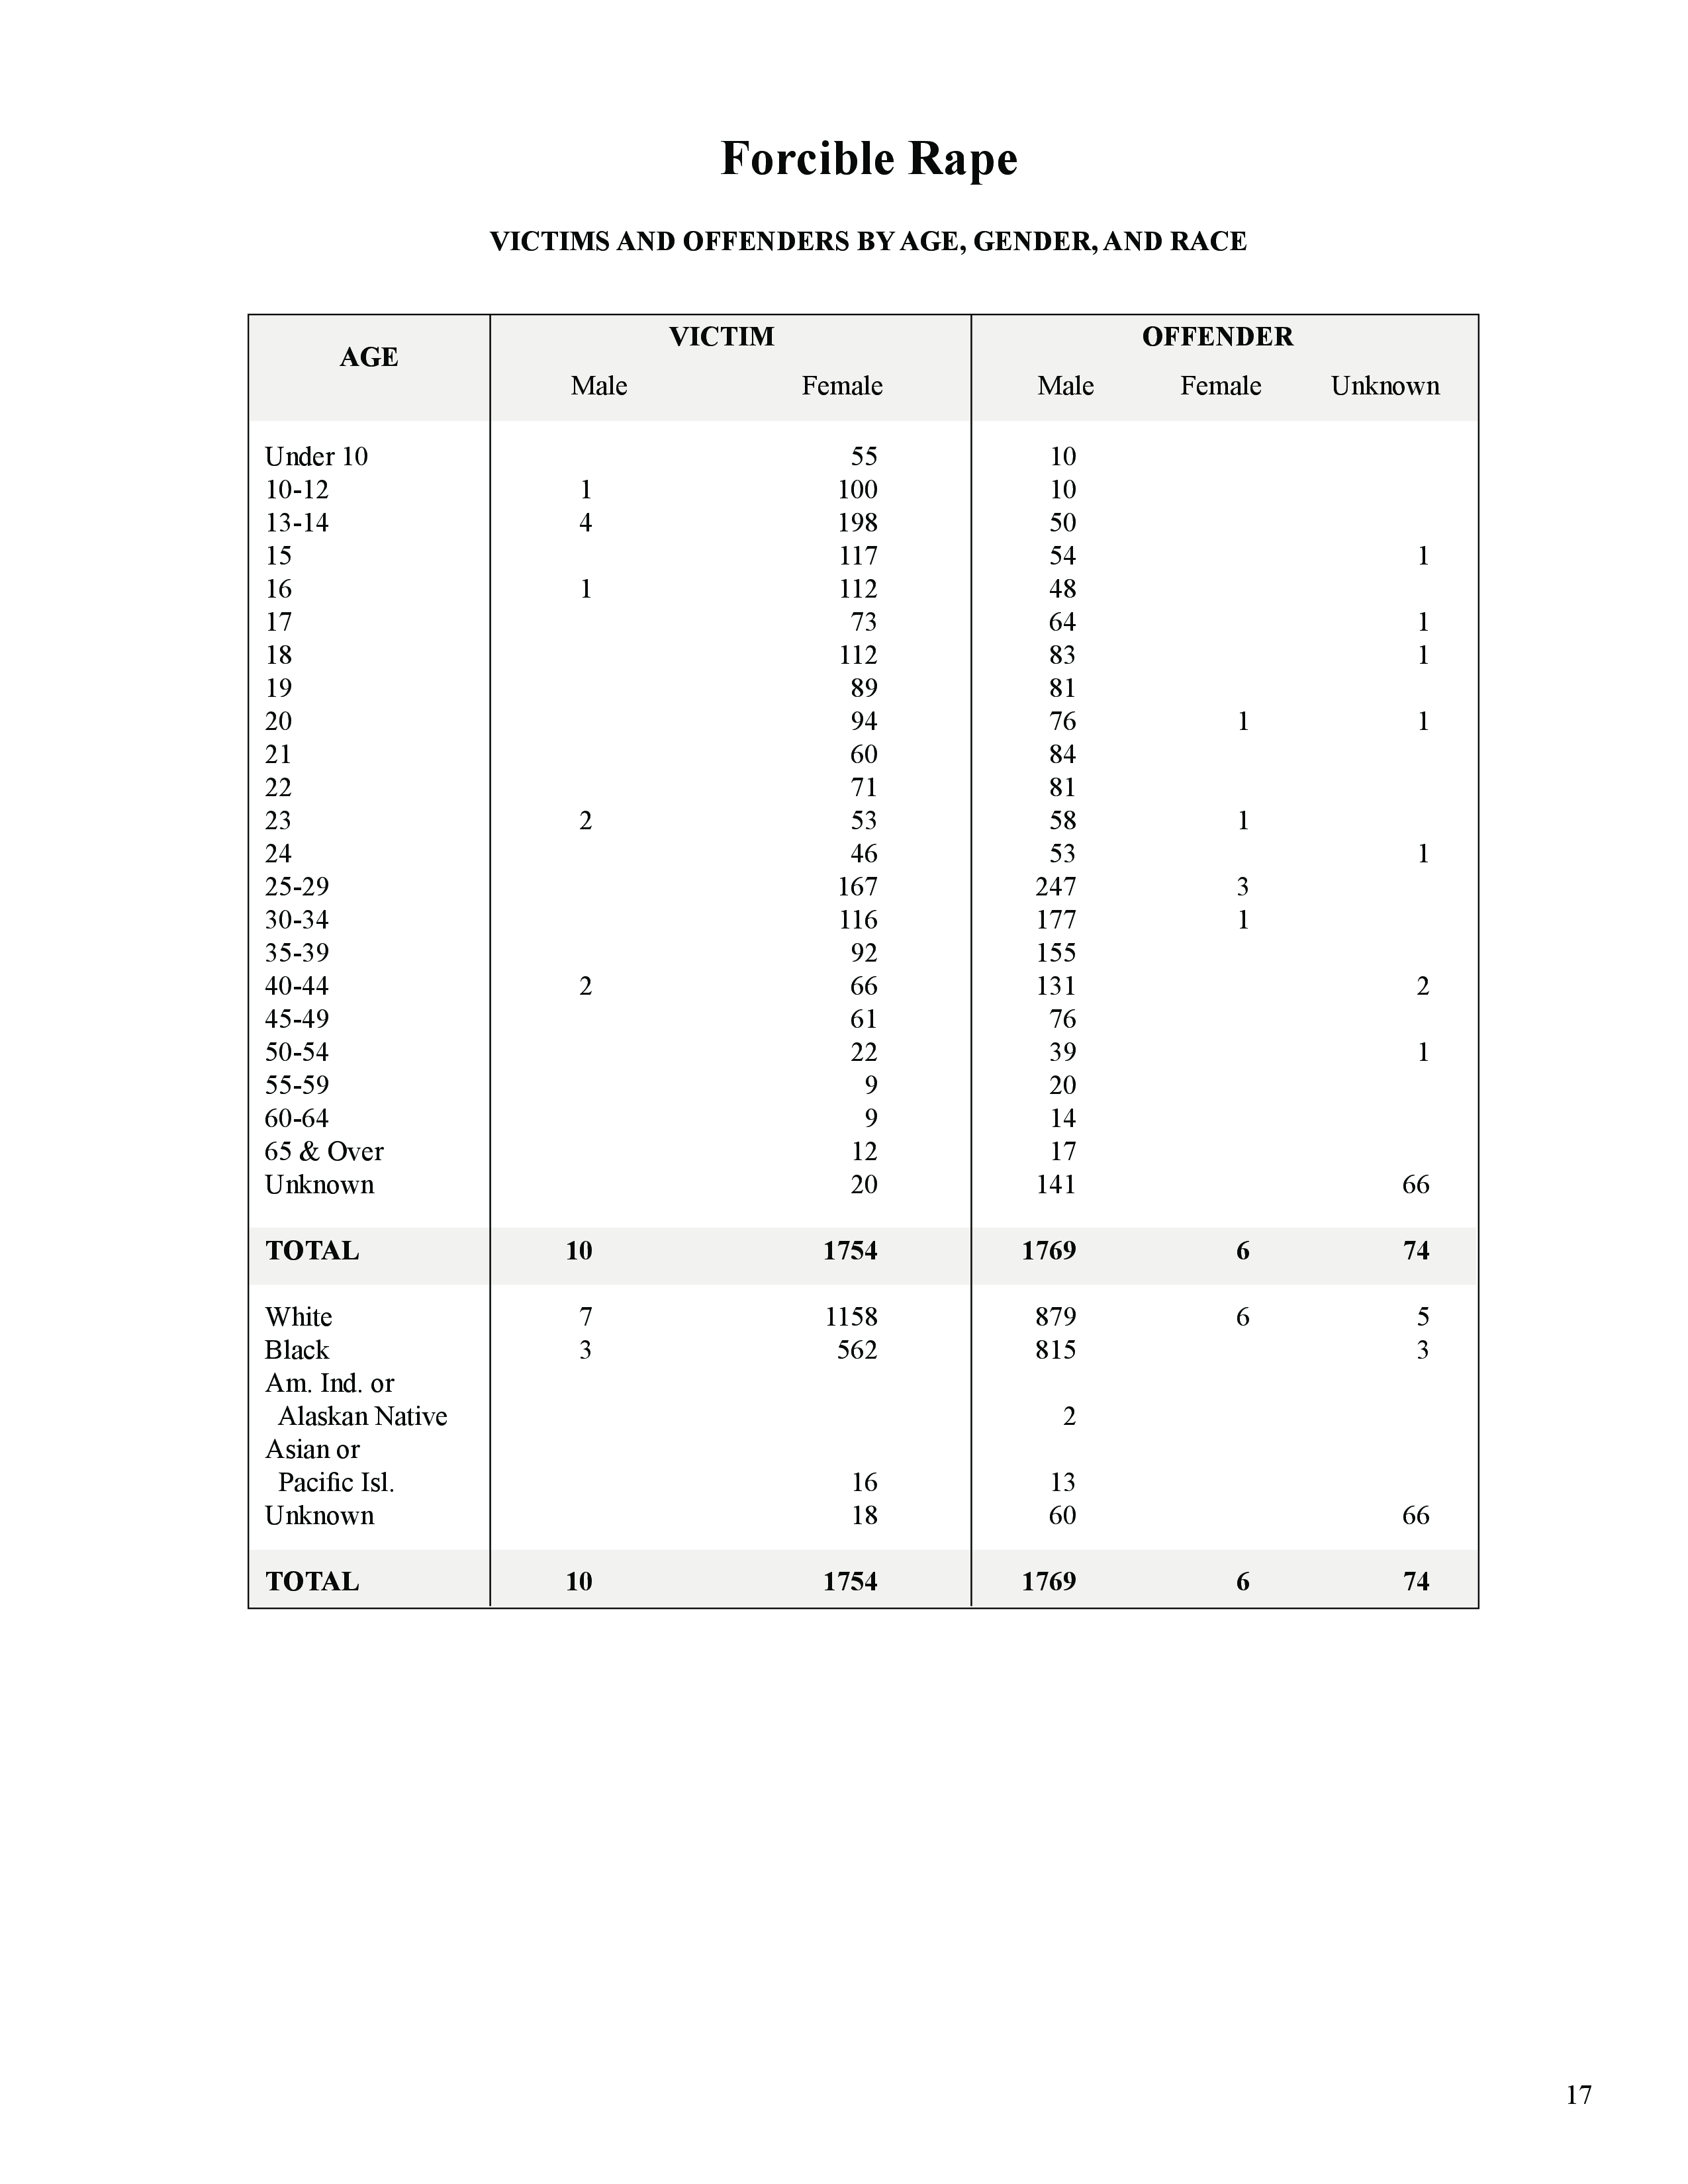 Forcible Rape
VICTIMS AND OFFENDERS BY AGE, GENDER, AND RACE
AGE VICTIM OFFENDER
Male Female Male Female Unknown
Under 10 55 10
10-12 1 100 10
13-14 4 198 50
15 117 54 1
16 1 112 48
17 73 64 1
18 112 83 1
19 89 81
20 94 76 1 1
21 60 84
22 71 81
23 2 53 58 1
24 46 53 1
25-29 167 247 3
30-34 116 177 1
35-39 92 155
40-44 2 66 131 2
45-49 61 76
50-54 22 39 1
55-59 9 20
60-64 9 14
65 & Over 12 17
Unknown 20 141 66
TOTAL 10 1754 1769 6 74
White 7 1158 879 6 5
Black 3 562 815 3
Am. Ind. or
Alaskan Native 2
Asian or
Pacific Isl. 16 13
Unknown 18 60 66
TOTAL 10 1754 1769 6 74
17